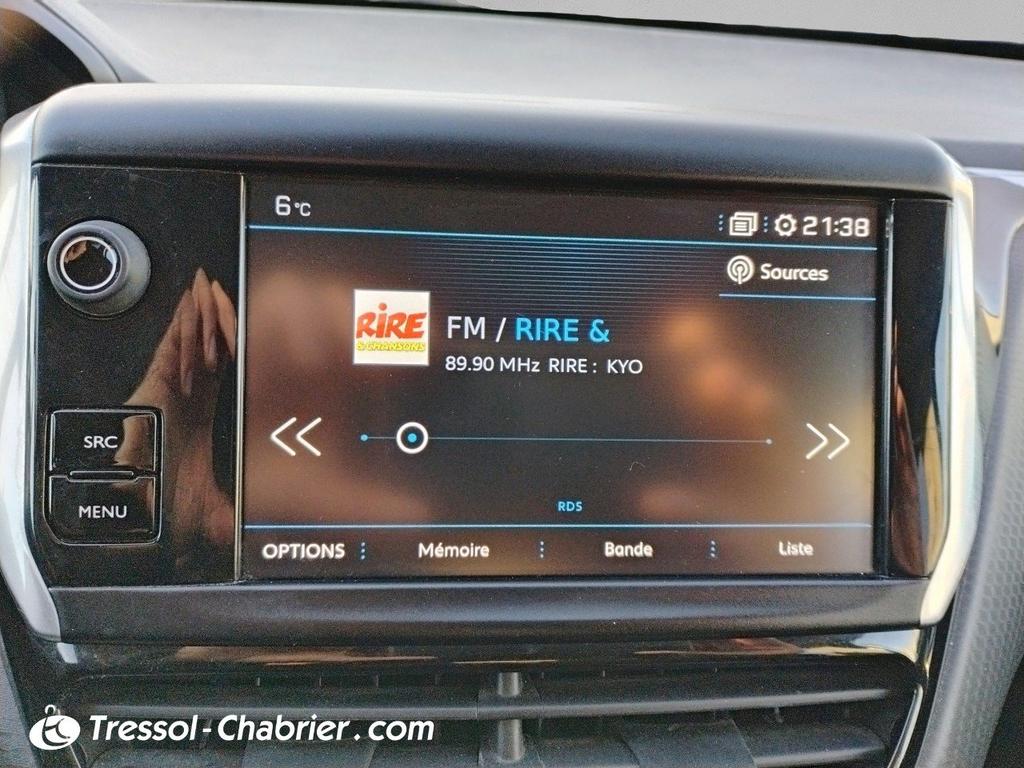 6°C
21:38
Sources
RIRE
& CHANSONS
FM / RIRE &
89.90 MHz RIRE : KYO
SRC
MENU
RDS
OPTIONS Mémoire Bande Liste
Tressol-Chabrier.com